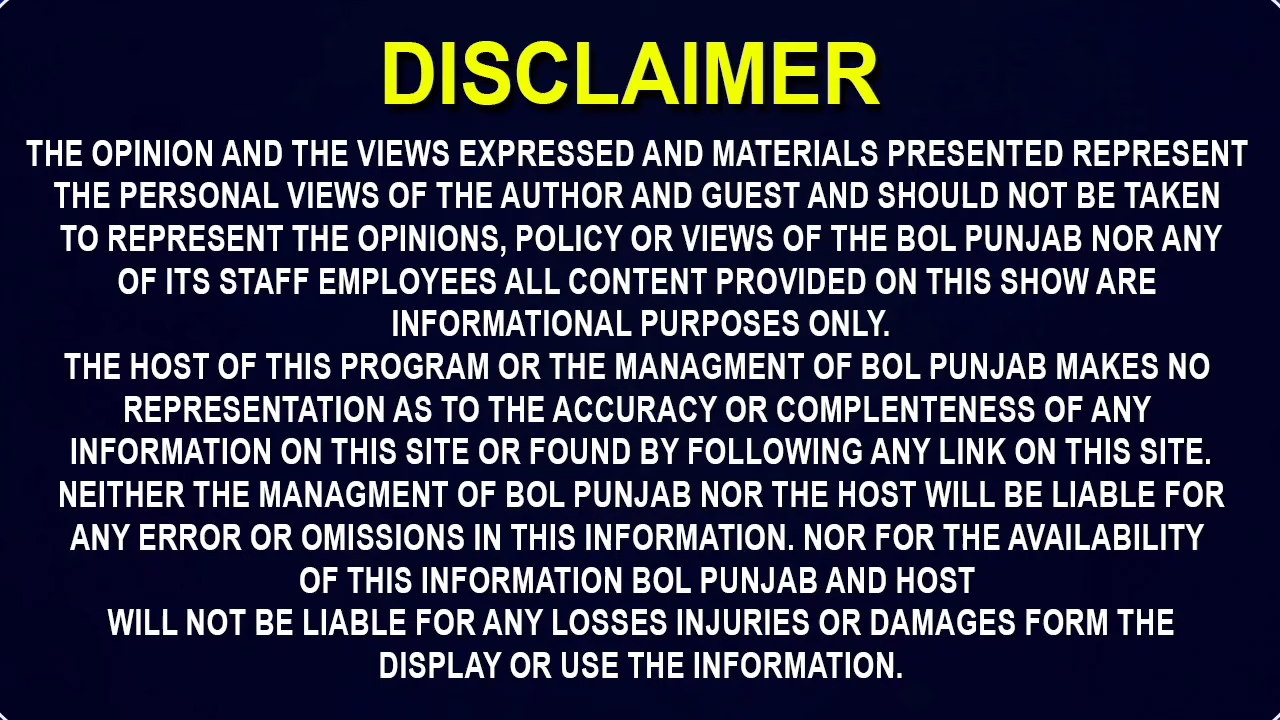 DISCLAIMER
THE OPINION AND THE VIEWS EXPRESSED AND MATERIALS PRESENTED REPRESENT
THE PERSONAL VIEWS OF THE AUTHOR AND GUEST AND SHOULD NOT BE TAKEN
TO REPRESENT THE OPINIONS, POLICY OR VIEWS OF THE BOL PUNJAB NOR ANY
OF ITS STAFF EMPLOYEES ALL CONTENT PROVIDED ON THIS SHOW ARE
INFORMATIONAL PURPOSES ONLY.
THE HOST OF THIS PROGRAM OR THE MANAGMENT OF BOL PUNJAB MAKES NO
REPRESENTATION AS TO THE ACCURACY OR COMPLENTENESS OF ANY
INFORMATION ON THIS SITE OR FOUND BY FOLLOWING ANY LINK ON THIS SITE.
NEITHER THE MANAGMENT OF BOL PUNJAB NOR THE HOST WILL BE LIABLE FOR
ANY ERROR OR OMISSIONS IN THIS INFORMATION. NOR FOR THE AVAILABILITY
OF THIS INFORMATION BOL PUNJAB AND HOST
WILL NOT BE LIABLE FOR ANY LOSSES INJURIES OR DAMAGES FORM THE
DISPLAY OR USE THE INFORMATION.